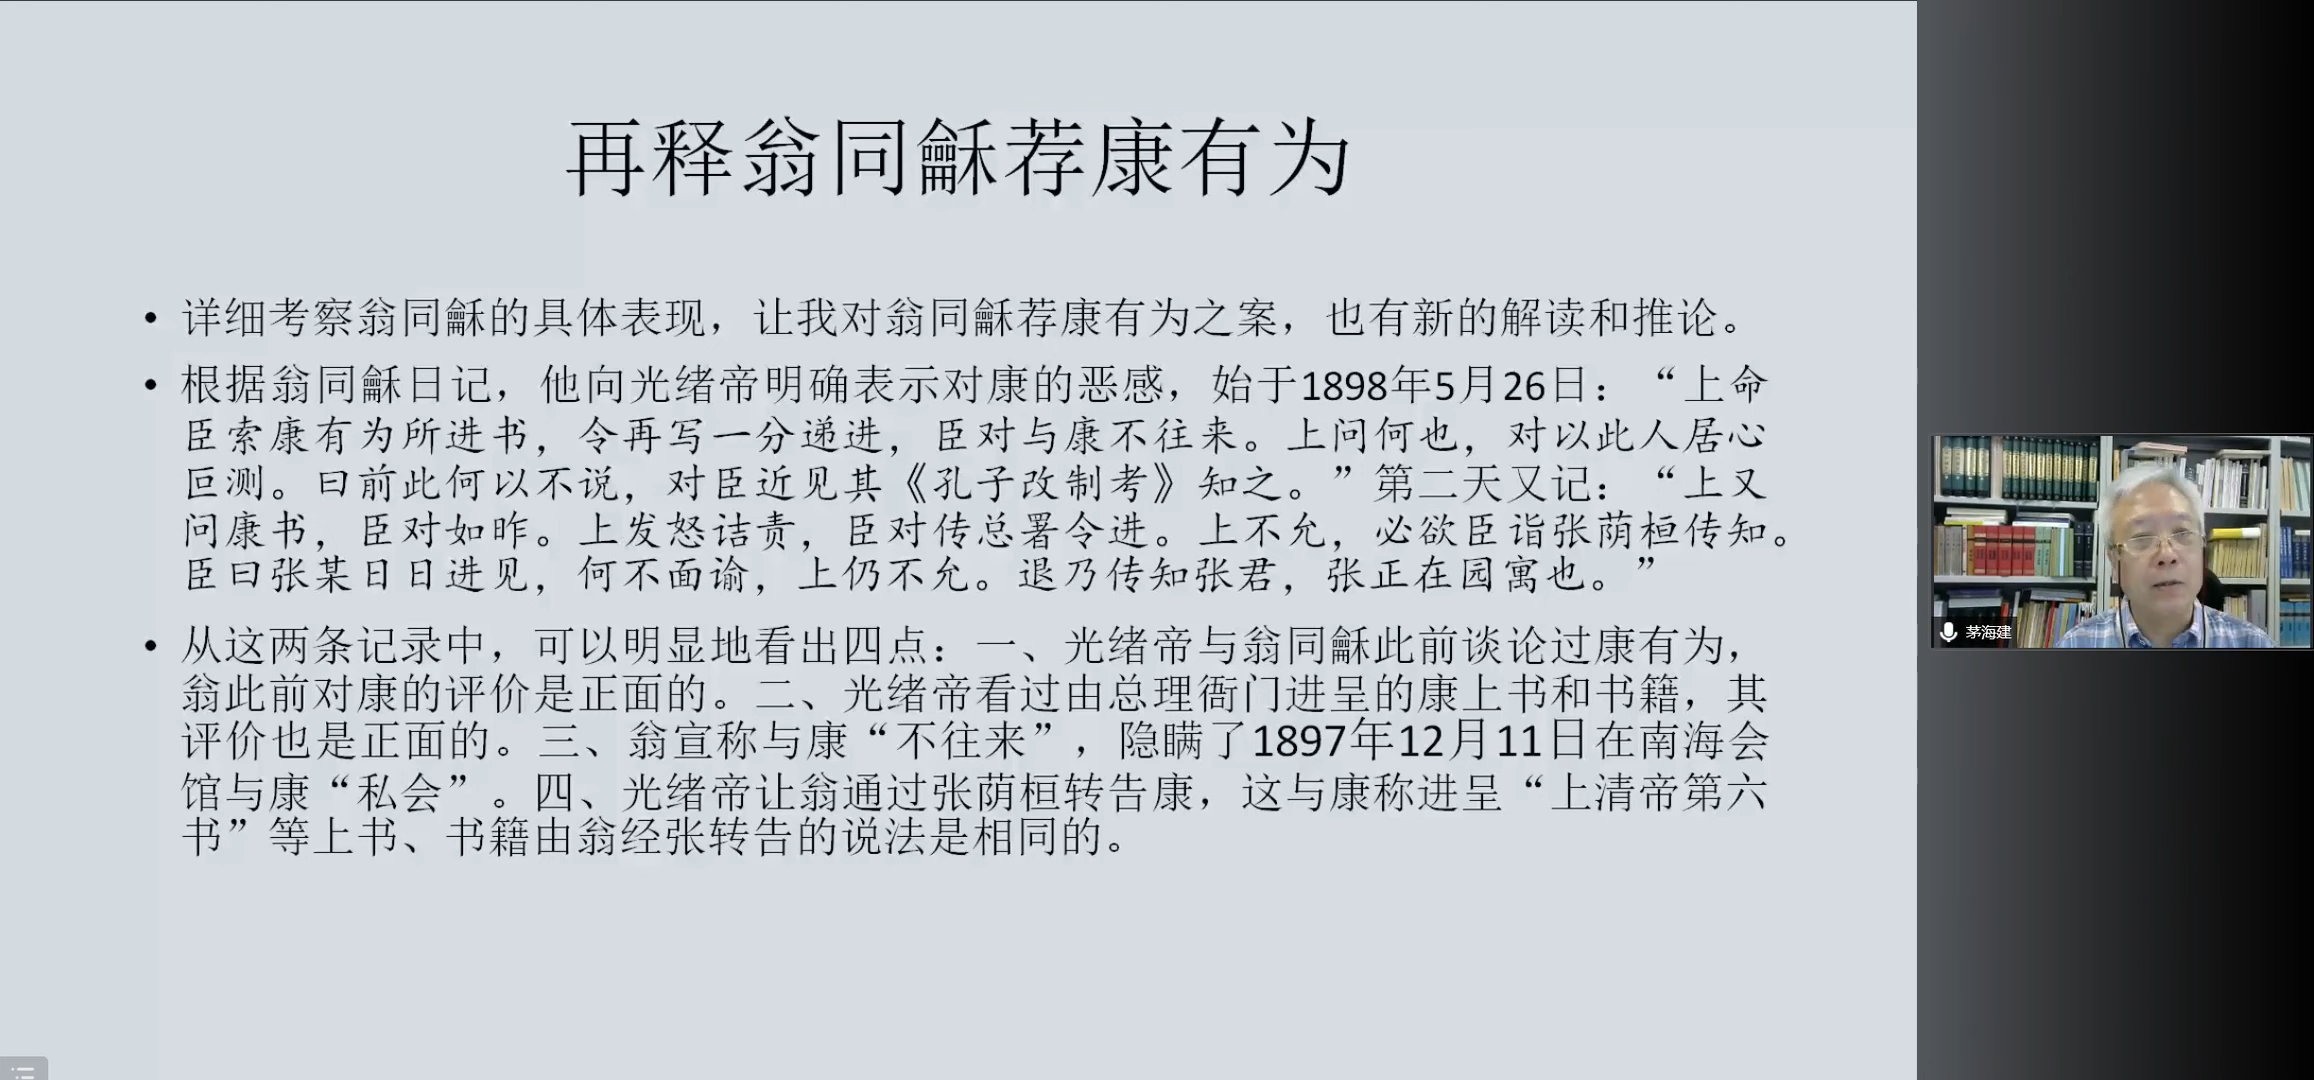 再释翁同龢荐康有为
• 详细考察翁同龢的具体表现，让我对翁同龢荐康有为之案，也有新的解读和推论。
• 根据翁同龢日记，他向光绪帝明确表示对康的恶感，始于1898年5月26日：“上命
臣索康有为所进书，令再写一分递进，臣对与康不往来。上问何也，对以此人居心
叵测。曰前此何以不说，对臣近见其《孔子改制考》知之。”第二天又记：“上又
问康书，臣对如昨。上发怒诘责，臣对传总署令进。上不允，必欲臣诣张荫桓传知。
臣曰张某日日进见，何不面谕，上仍不允。退乃传知张君，张正在园寓也。”
• 从这两条记录中，可以明显地看出四点：一、光绪帝与翁同龢此前谈论过康有为，
翁此前对康的评价是正面的。二、光绪帝看过由总理衙门进呈的康上书和书籍，其
评价也是正面的。三、翁宣称与康“不往来”，隐瞒了1897年12月11日在南海会
馆与康“私会”。四、光绪帝让翁通过张荫桓转告康，这与康称进呈“上清帝第六
书”等上书、书籍由翁经张转告的说法是相同的。
茅海建